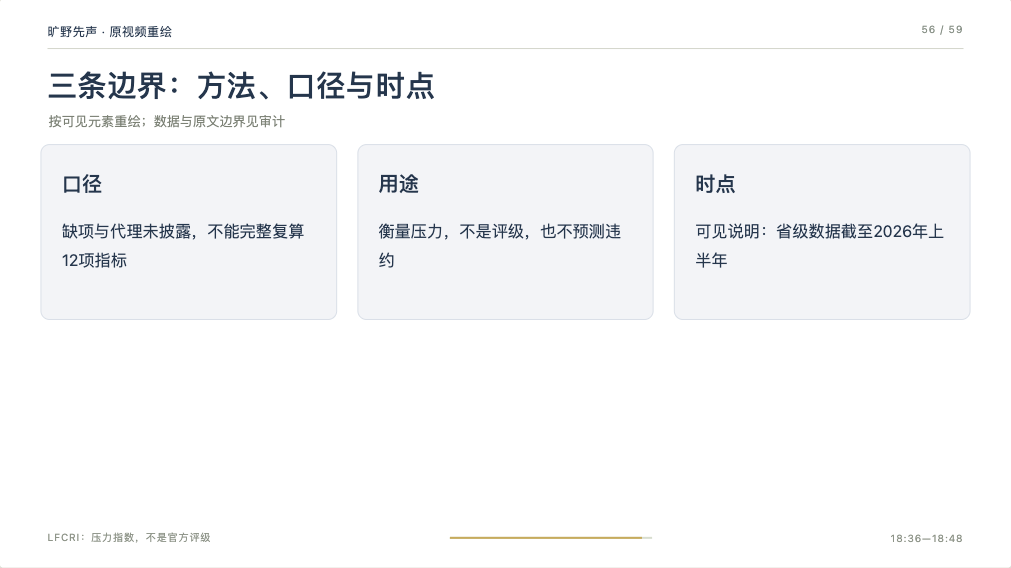 旷野先声 · 原视频重绘
56 / 59
三条边界：方法、口径与时点
按可见元素重绘；数据与原文边界见审计
口径
缺项与代理未披露，不能完整复算
12项指标
用途
衡量压力，不是评级，也不预测违
约
时点
可见说明：省级数据截至2026年上
半年
LFCRI：压力指数，不是官方评级
18:36—18:48